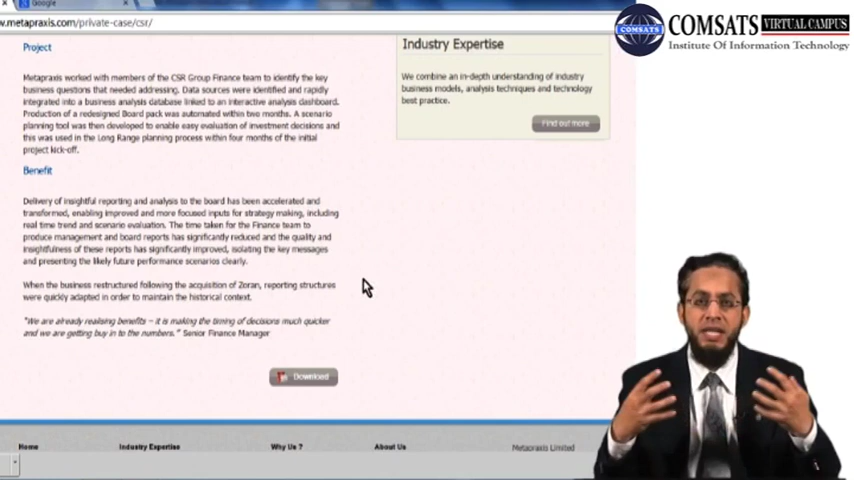 Google
w.metapraxis.com/private-case/csr/
COMSATS VIRTUAL CAMPUS
Institute Of Information Technology
COMSATS
Project
Metapraxis worked with members of the CSR Group Finance team to identify the key
business questions that needed addressing. Data sources were identified and rapidly
integrated into a business analysis database linked to an interactive analysis dashboard.
Production of a redesigned Board pack was automated within two months. A scenario
planning tool was then developed to enable easy evaluation of investment decisions and
this was used in the Long Range planning process within four months of the initial
project kick-off.
Benefit
Delivery of insightful reporting and analysis to the board has been accelerated and
transformed, enabling improved and more focused inputs for strategy making, including
real time trend and scenario evaluation. The time taken for the Finance team to
produce management and board reports has significantly reduced and the quality and
insightfulness of these reports has significantly improved, isolating the key messages
and presenting the likely future performance scenarios clearly.
When the business restructured following the acquisition of Zoran, reporting structures
were quickly adapted in order to maintain the historical context.
"We are already realising benefits – it is making the timing of decisions much quicker
and we are getting buy in to the numbers." Senior Finance Manager
Download
Industry Expertise
We combine an in-depth understanding of industry
business models, analysis techniques and technology
best practice.
Find out more
Home
Industry Expertise
Why Us ?
About Us
Metapraxis Limited